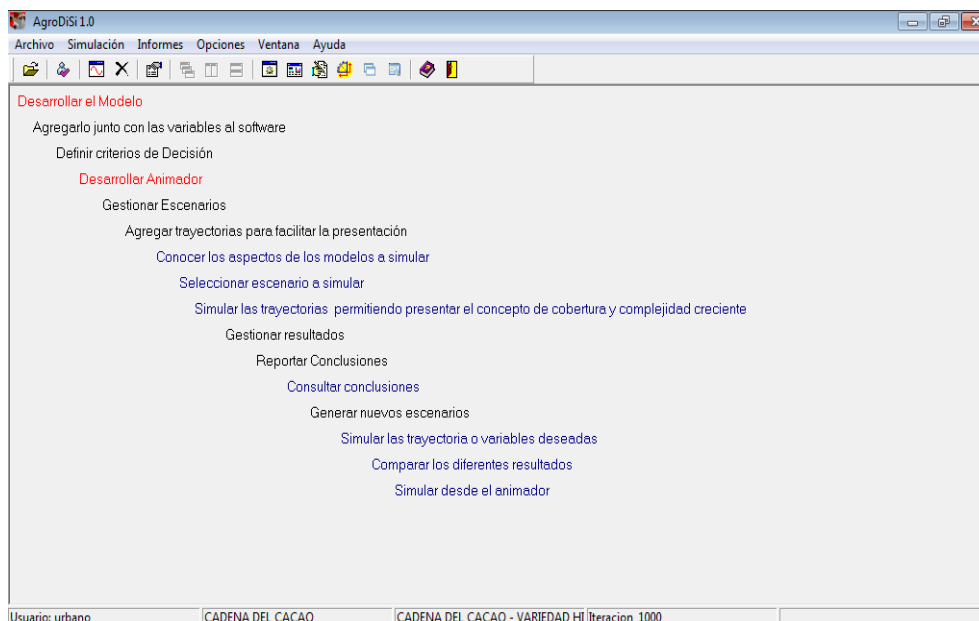 AgroDiSi 1.0
Archivo Simulación Informes Opciones Ventana Ayuda
Desarrollar el Modelo
Agregarlo junto con las variables al software
Definir criterios de Decisión
Desarrollar Animador
Gestionar Escenarios
Agregar trayectorias para facilitar la presentación
Conocer los aspectos de los modelos a simular
Seleccionar escenario a simular
Simular las trayectorias permitiendo presentar el concepto de cobertura y complejidad creciente
Gestionar resultados
Reportar Conclusiones
Consultar conclusiones
Generar nuevos escenarios
Simular las trayectoria o variables deseadas
Comparar los diferentes resultados
Simular desde el animador
Usuario: urbano CADENA DEL CACAO CADENA DEL CACAO - VARIEDAD HI Iteracion 1000